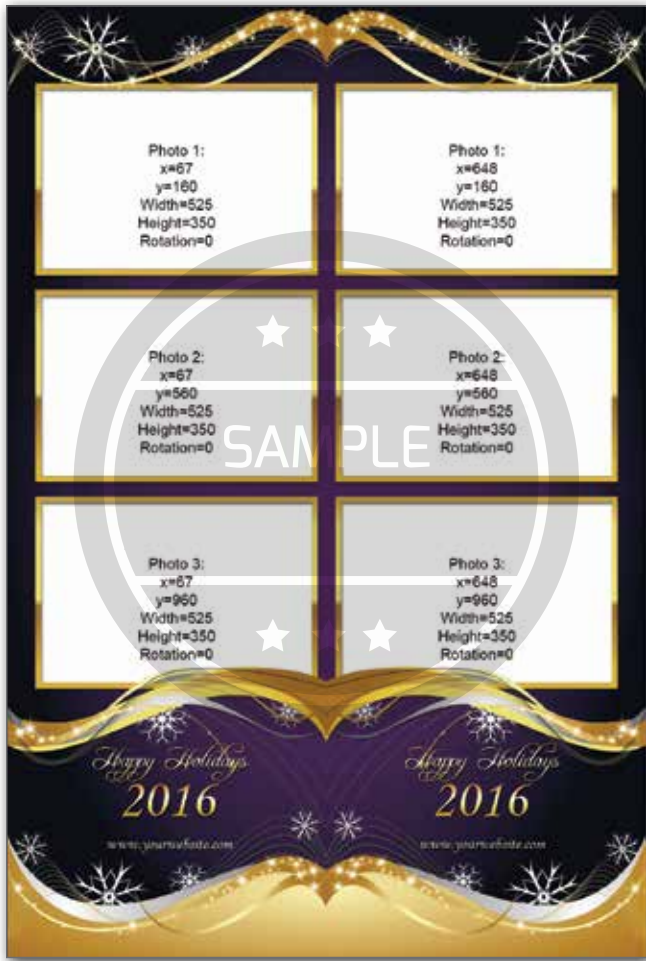 Photo 1:
x=67
y=160
Width=525
Height=350
Rotation=0
Photo 1:
x=648
y=160
Width=525
Height=350
Rotation=0
Photo 2:
x=67
y=560
Width=525
Height=350
Rotation=0
Photo 2:
x=648
y=560
Width=525
Height=350
Rotation=0
SAMPLE
Photo 3:
x=67
y=960
Width=525
Height=350
Rotation=0
Photo 3:
x=648
y=960
Width=525
Height=350
Rotation=0
Happy Holidays
2016
www.yourwebsite.com
Happy Holidays
2016
www.yourwebsite.com